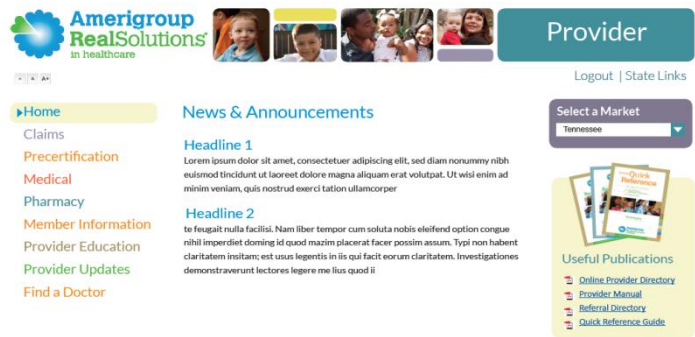 Amerigroup
RealSolutions
in healthcare
Provider
Logout | State Links
- A A+
Home
Claims
Precertification
Medical
Pharmacy
Member Information
Provider Education
Provider Updates
Find a Doctor
News & Announcements
Headline 1
Lorem ipsum dolor sit amet, consectetuer adipiscing elit, sed diam nonummy nibh
euismod tincidunt ut laoreet dolore magna aliquam erat volutpat. Ut wisi enim ad
minim veniam, quis nostrud exerci tation ullamcorper
Headline 2
te feugait nulla facilisi. Nam liber tempor cum soluta nobis eleifend option congue
nihil imperdiet doming id quod mazim placerat facer possim assum. Typi non habent
claritatem insitam; est usus legentis in iis qui facit eorum claritatem. Investigationes
demonstraverunt lectores legere me lius quod ii
Select a Market
Tennessee
Quick
Reference
Useful Publications
Online Provider Directory
Provider Manual
Referral Directory
Quick Reference Guide